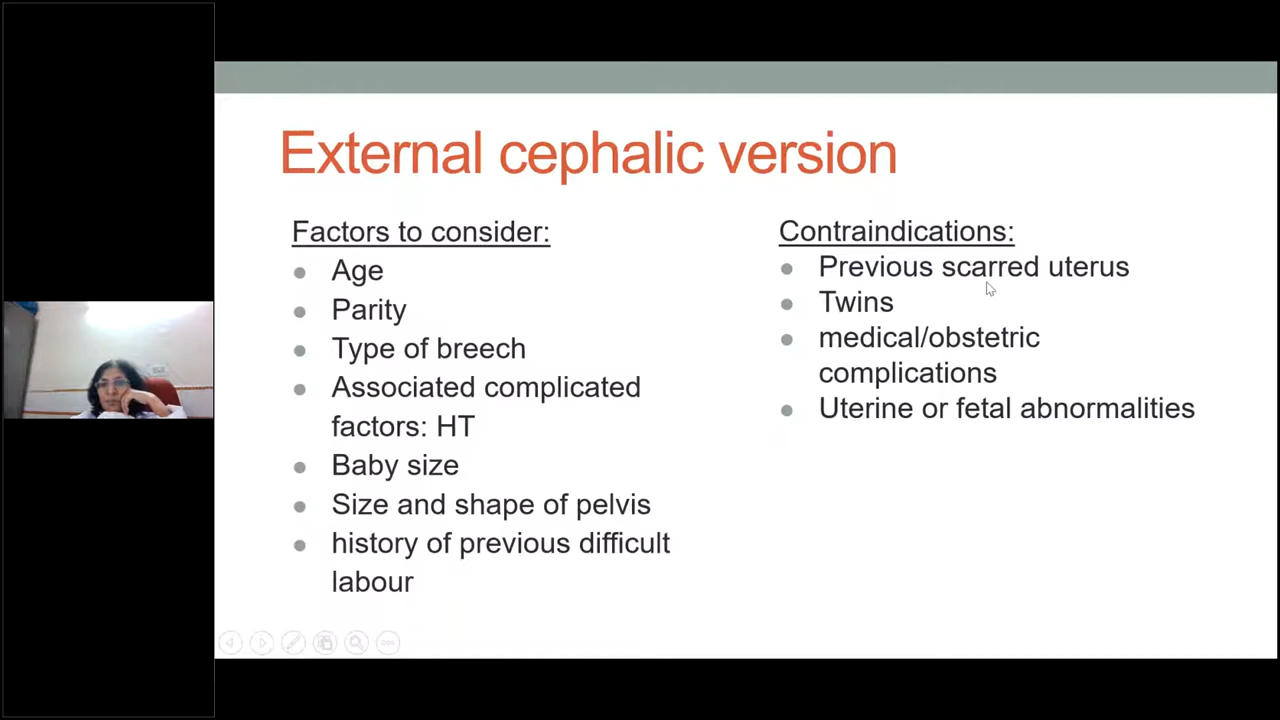 External cephalic version
Factors to consider:
Age
Parity
Type of breech
Associated complicated
factors: HT
Baby size
Size and shape of pelvis
history of previous difficult
labour
Contraindications:
Previous scarred uterus
Twins
medical/obstetric
complications
Uterine or fetal abnormalities